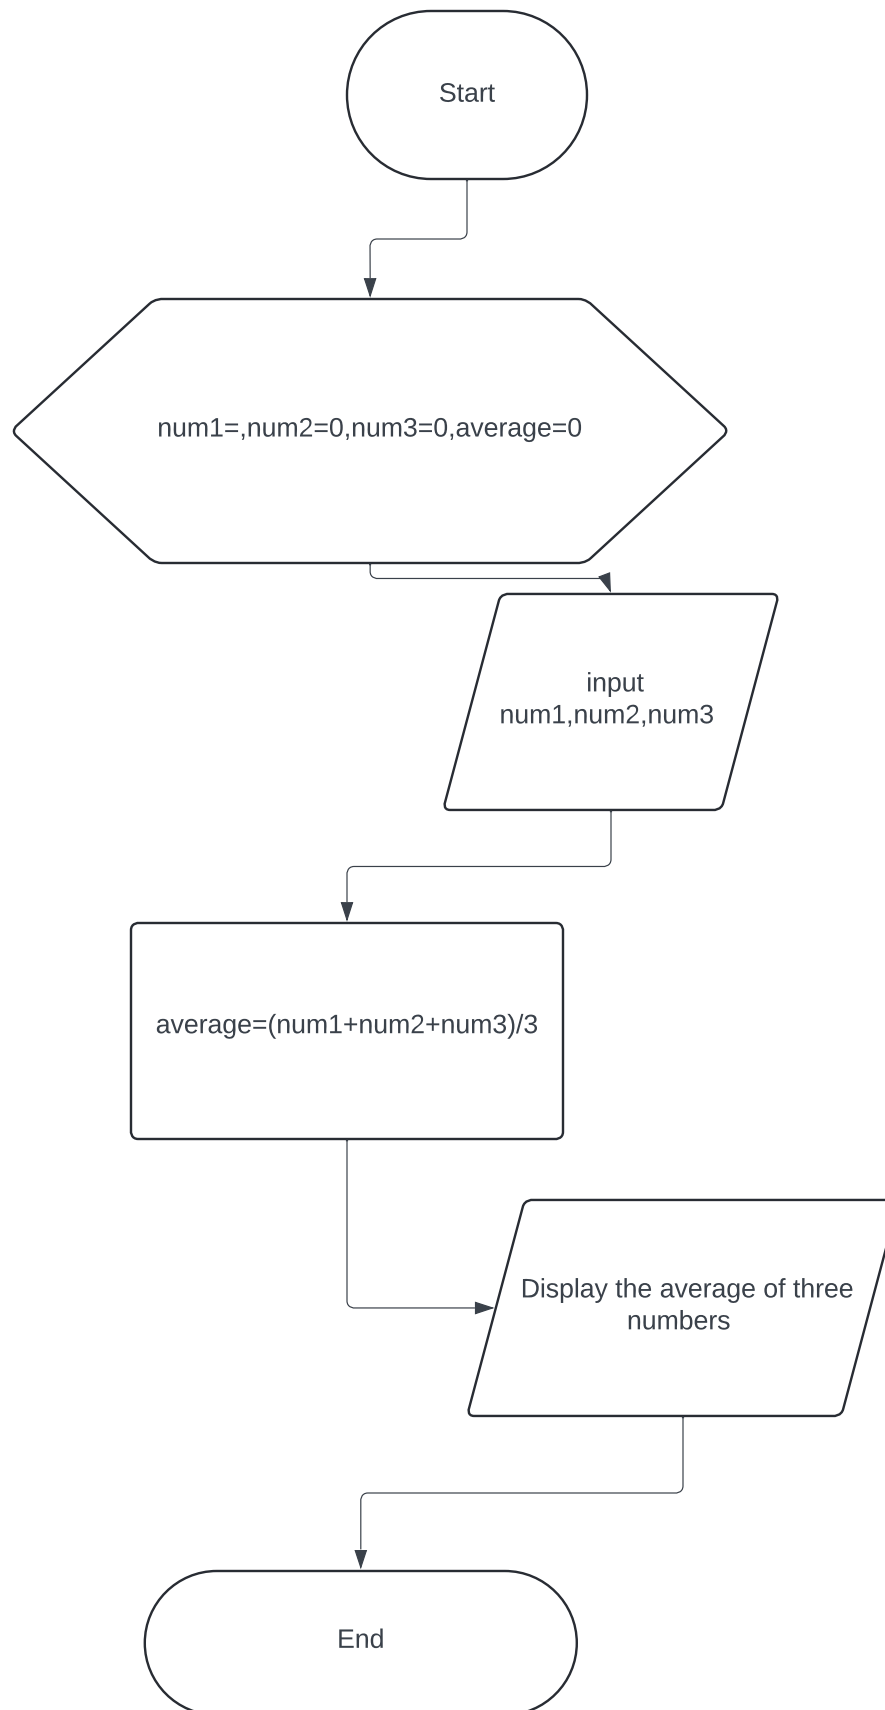 Start
num1=,num2=0,num3=0,average=0
input
num1,num2,num3
average=(num1+num2+num3)/3
Display the average of three
numbers
End